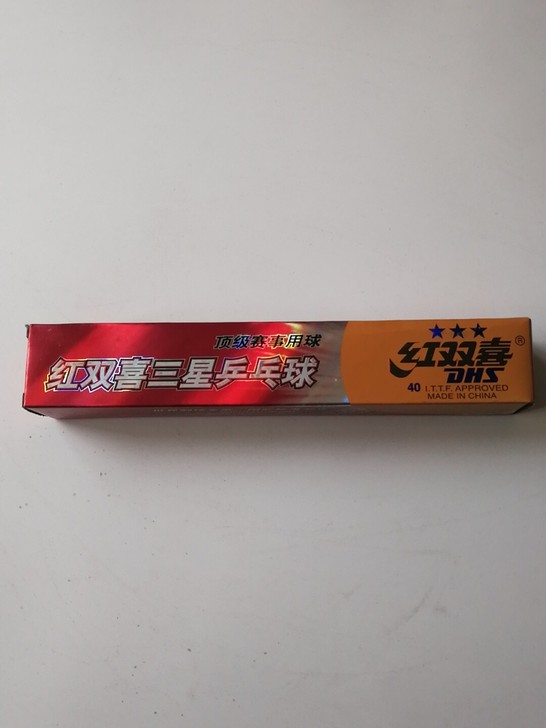 顶级赛事用球
红双喜三星乒乓球
红双喜®
DHS
40 I.T.T.F. APPROVED
MADE IN CHINA